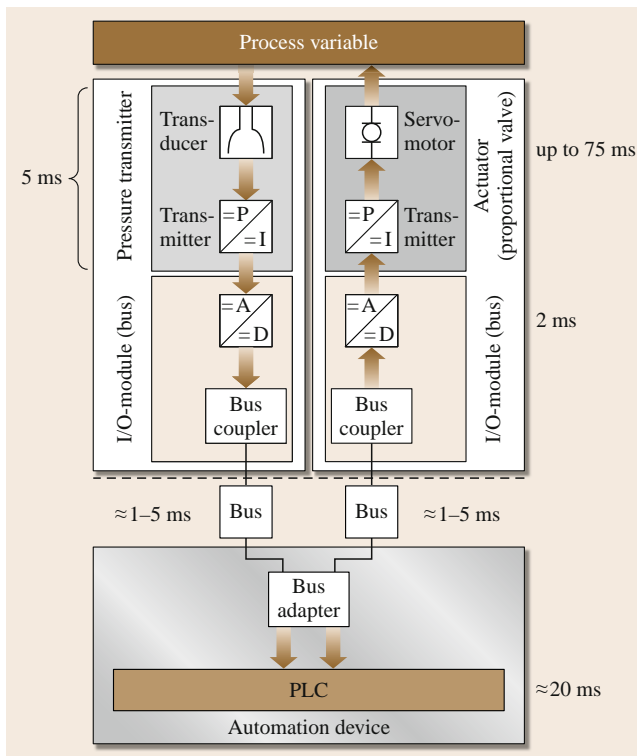 Process variable
5 ms
Pressure transmitter
Trans-
ducer
Trans-
mitter
= P
= I
I/O-module (bus)
= A
= D
Bus
coupler
Servo-
motor
Trans-
mitter
= P
= I
Actuator
(proportional valve)
up to 75 ms
= A
= D
Bus
coupler
I/O-module (bus)
2 ms
≈ 1–5 ms
Bus
Bus
≈ 1–5 ms
Bus
adapter
PLC
≈ 20 ms
Automation device